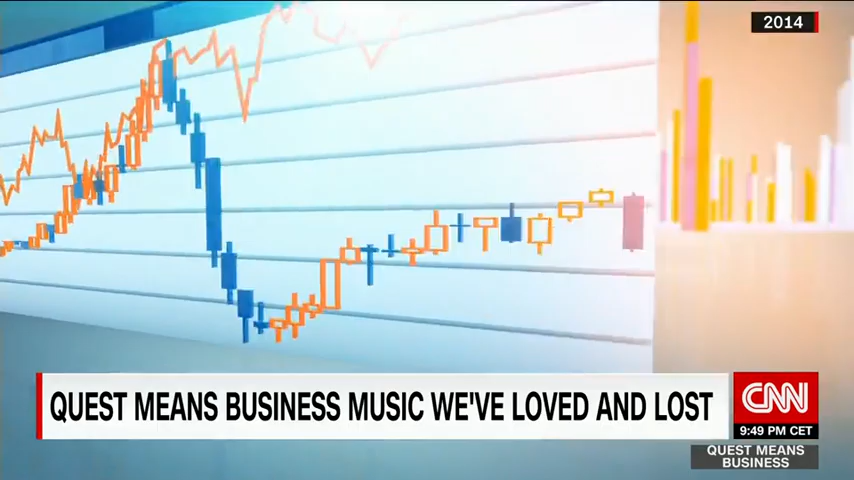 2014
QUEST MEANS BUSINESS MUSIC WE'VE LOVED AND LOST
CNN
9:49 PM CET
QUEST MEANS
BUSINESS